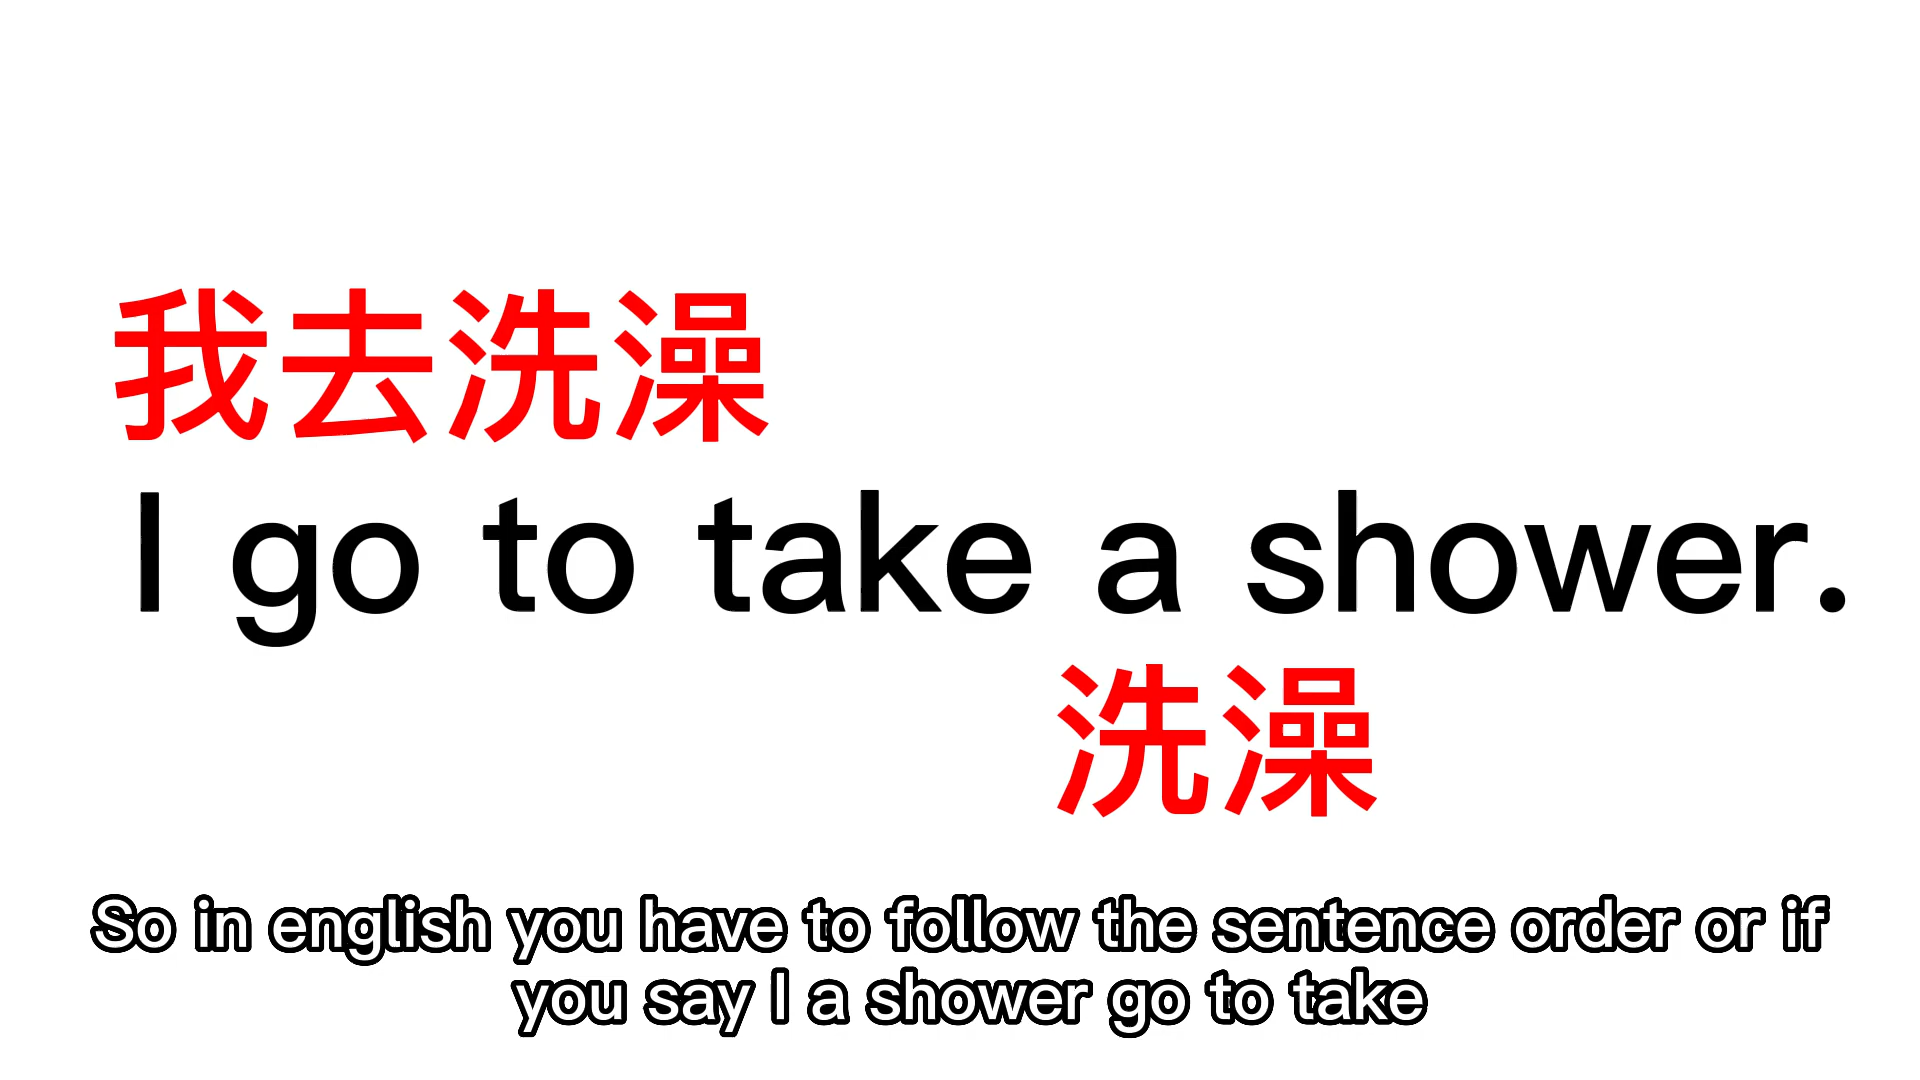 我去洗澡
I go to take a shower.
洗澡
So in english you have to follow the sentence order or if
you say I a shower go to take